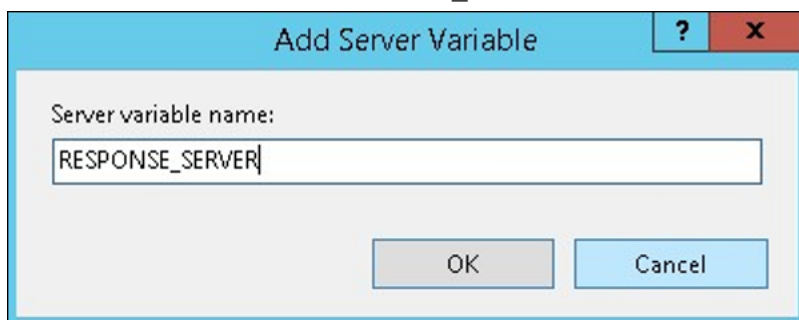 Add Server Variable
?
x
Server variable name:
RESPONSE_SERVER
OK
Cancel